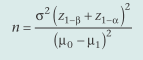 n = σ²(z₁₋β + z₁₋α)² / (μ₀ − μ₁)²